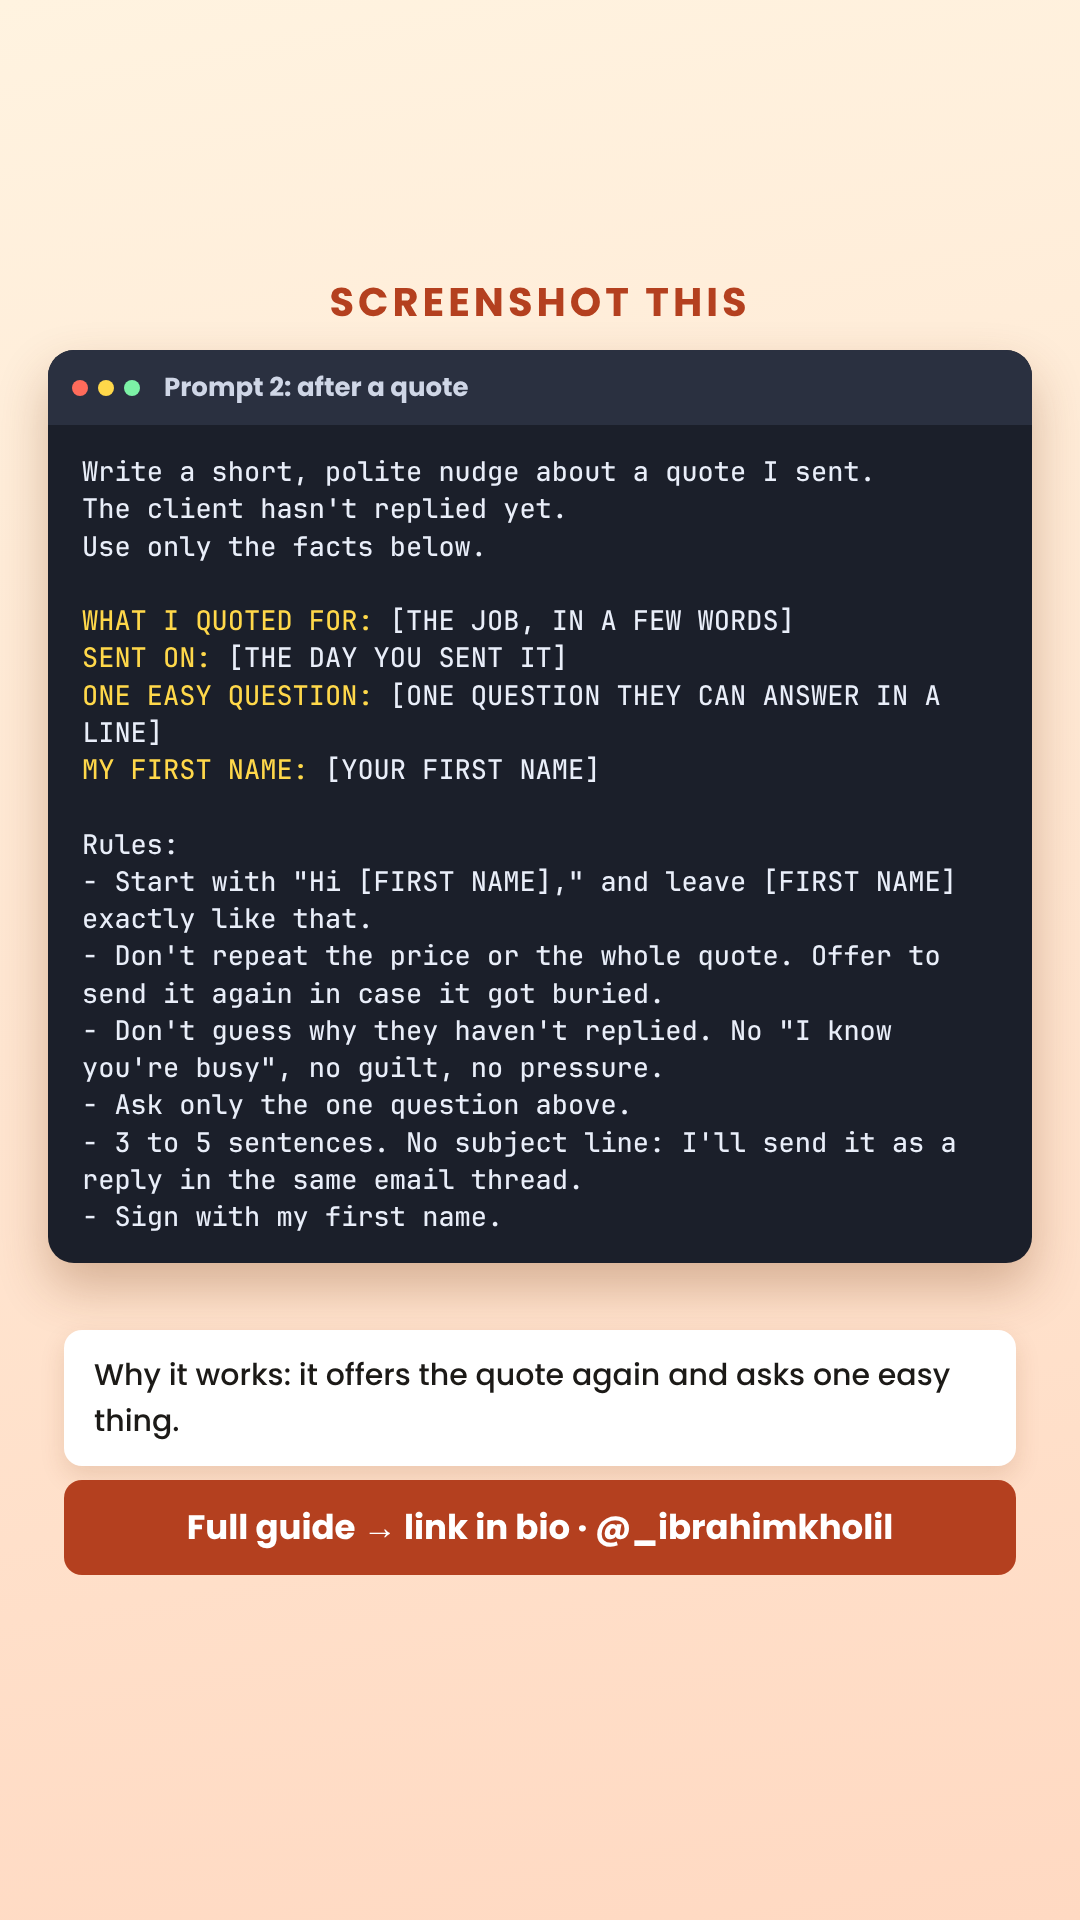 SCREENSHOT THIS
Prompt 2: after a quote
Write a short, polite nudge about a quote I sent.
The client hasn't replied yet.
Use only the facts below.
WHAT I QUOTED FOR: [THE JOB, IN A FEW WORDS]
SENT ON: [THE DAY YOU SENT IT]
ONE EASY QUESTION: [ONE QUESTION THEY CAN ANSWER IN A
LINE]
MY FIRST NAME: [YOUR FIRST NAME]
Rules:
- Start with "Hi [FIRST NAME]," and leave [FIRST NAME]
exactly like that.
- Don't repeat the price or the whole quote. Offer to
send it again in case it got buried.
- Don't guess why they haven't replied. No "I know
you're busy", no guilt, no pressure.
- Ask only the one question above.
- 3 to 5 sentences. No subject line: I'll send it as a
reply in the same email thread.
- Sign with my first name.
Why it works: it offers the quote again and asks one easy
thing.
Full guide → link in bio · @_ibrahimkholil